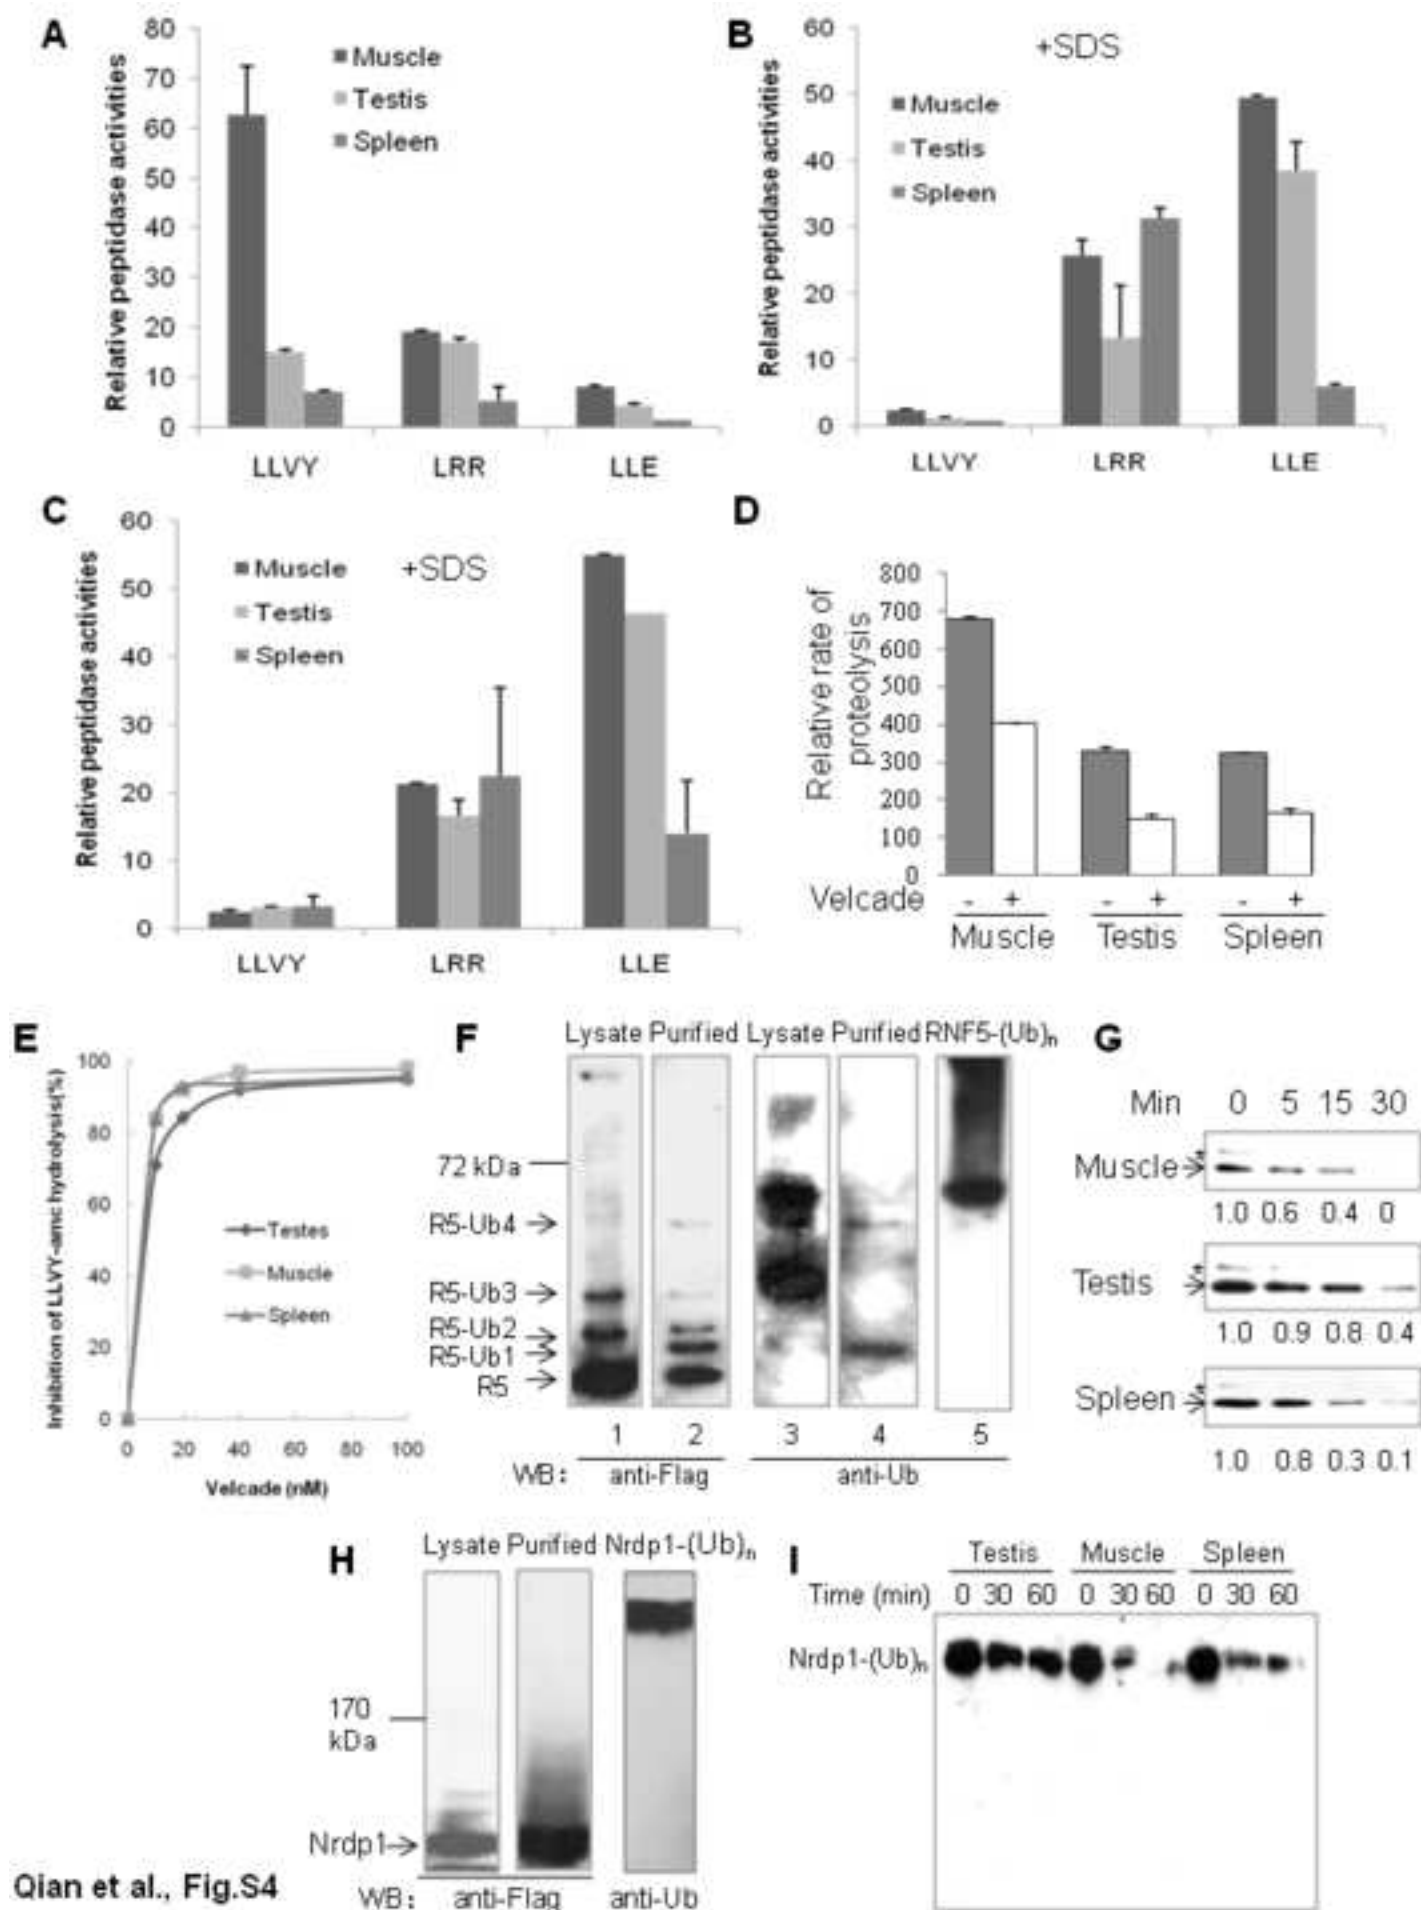 A
Relative peptidase activities
80
70
60
50
40
30
20
10
0
Muscle
Testis
Spleen
LLVY LRR LLE
B
+SDS
Relative peptidase activities
60
50
40
30
20
10
0
Muscle
Testis
Spleen
LLVY LRR LLE
C
+SDS
Relative peptidase activities
60
50
40
30
20
10
0
Muscle
Testis
Spleen
LLVY LRR LLE
D
Relative rate of
proteolysis
800
700
600
500
400
300
200
100
0
Velcade - + - + - +
Muscle Testis Spleen
E
Inhibition of LLVY-amc hydrolysis(%)
100
80
60
40
20
0
Testes
Muscle
Spleen
0 20 40 60 80 100
Velcade (nM)
F
Lysate Purified Lysate Purified RNF5-(Ub)n
72 kDa
R5-Ub4
R5-Ub3
R5-Ub2
R5-Ub1
R5
1 2 3 4 5
WB: anti-Flag anti-Ub
G
Min 0 5 15 30
Muscle *
1.0 0.6 0.4 0
Testis *
1.0 0.9 0.8 0.4
Spleen *
1.0 0.8 0.3 0.1
H
Lysate Purified Nrdp1-(Ub)n
170
kDa
Nrdp1
WB: anti-Flag anti-Ub
I
Testis Muscle Spleen
Time (min) 0 30 60 0 30 60 0 30 60
Nrdp1-(Ub)n
Qian et al., Fig.S4